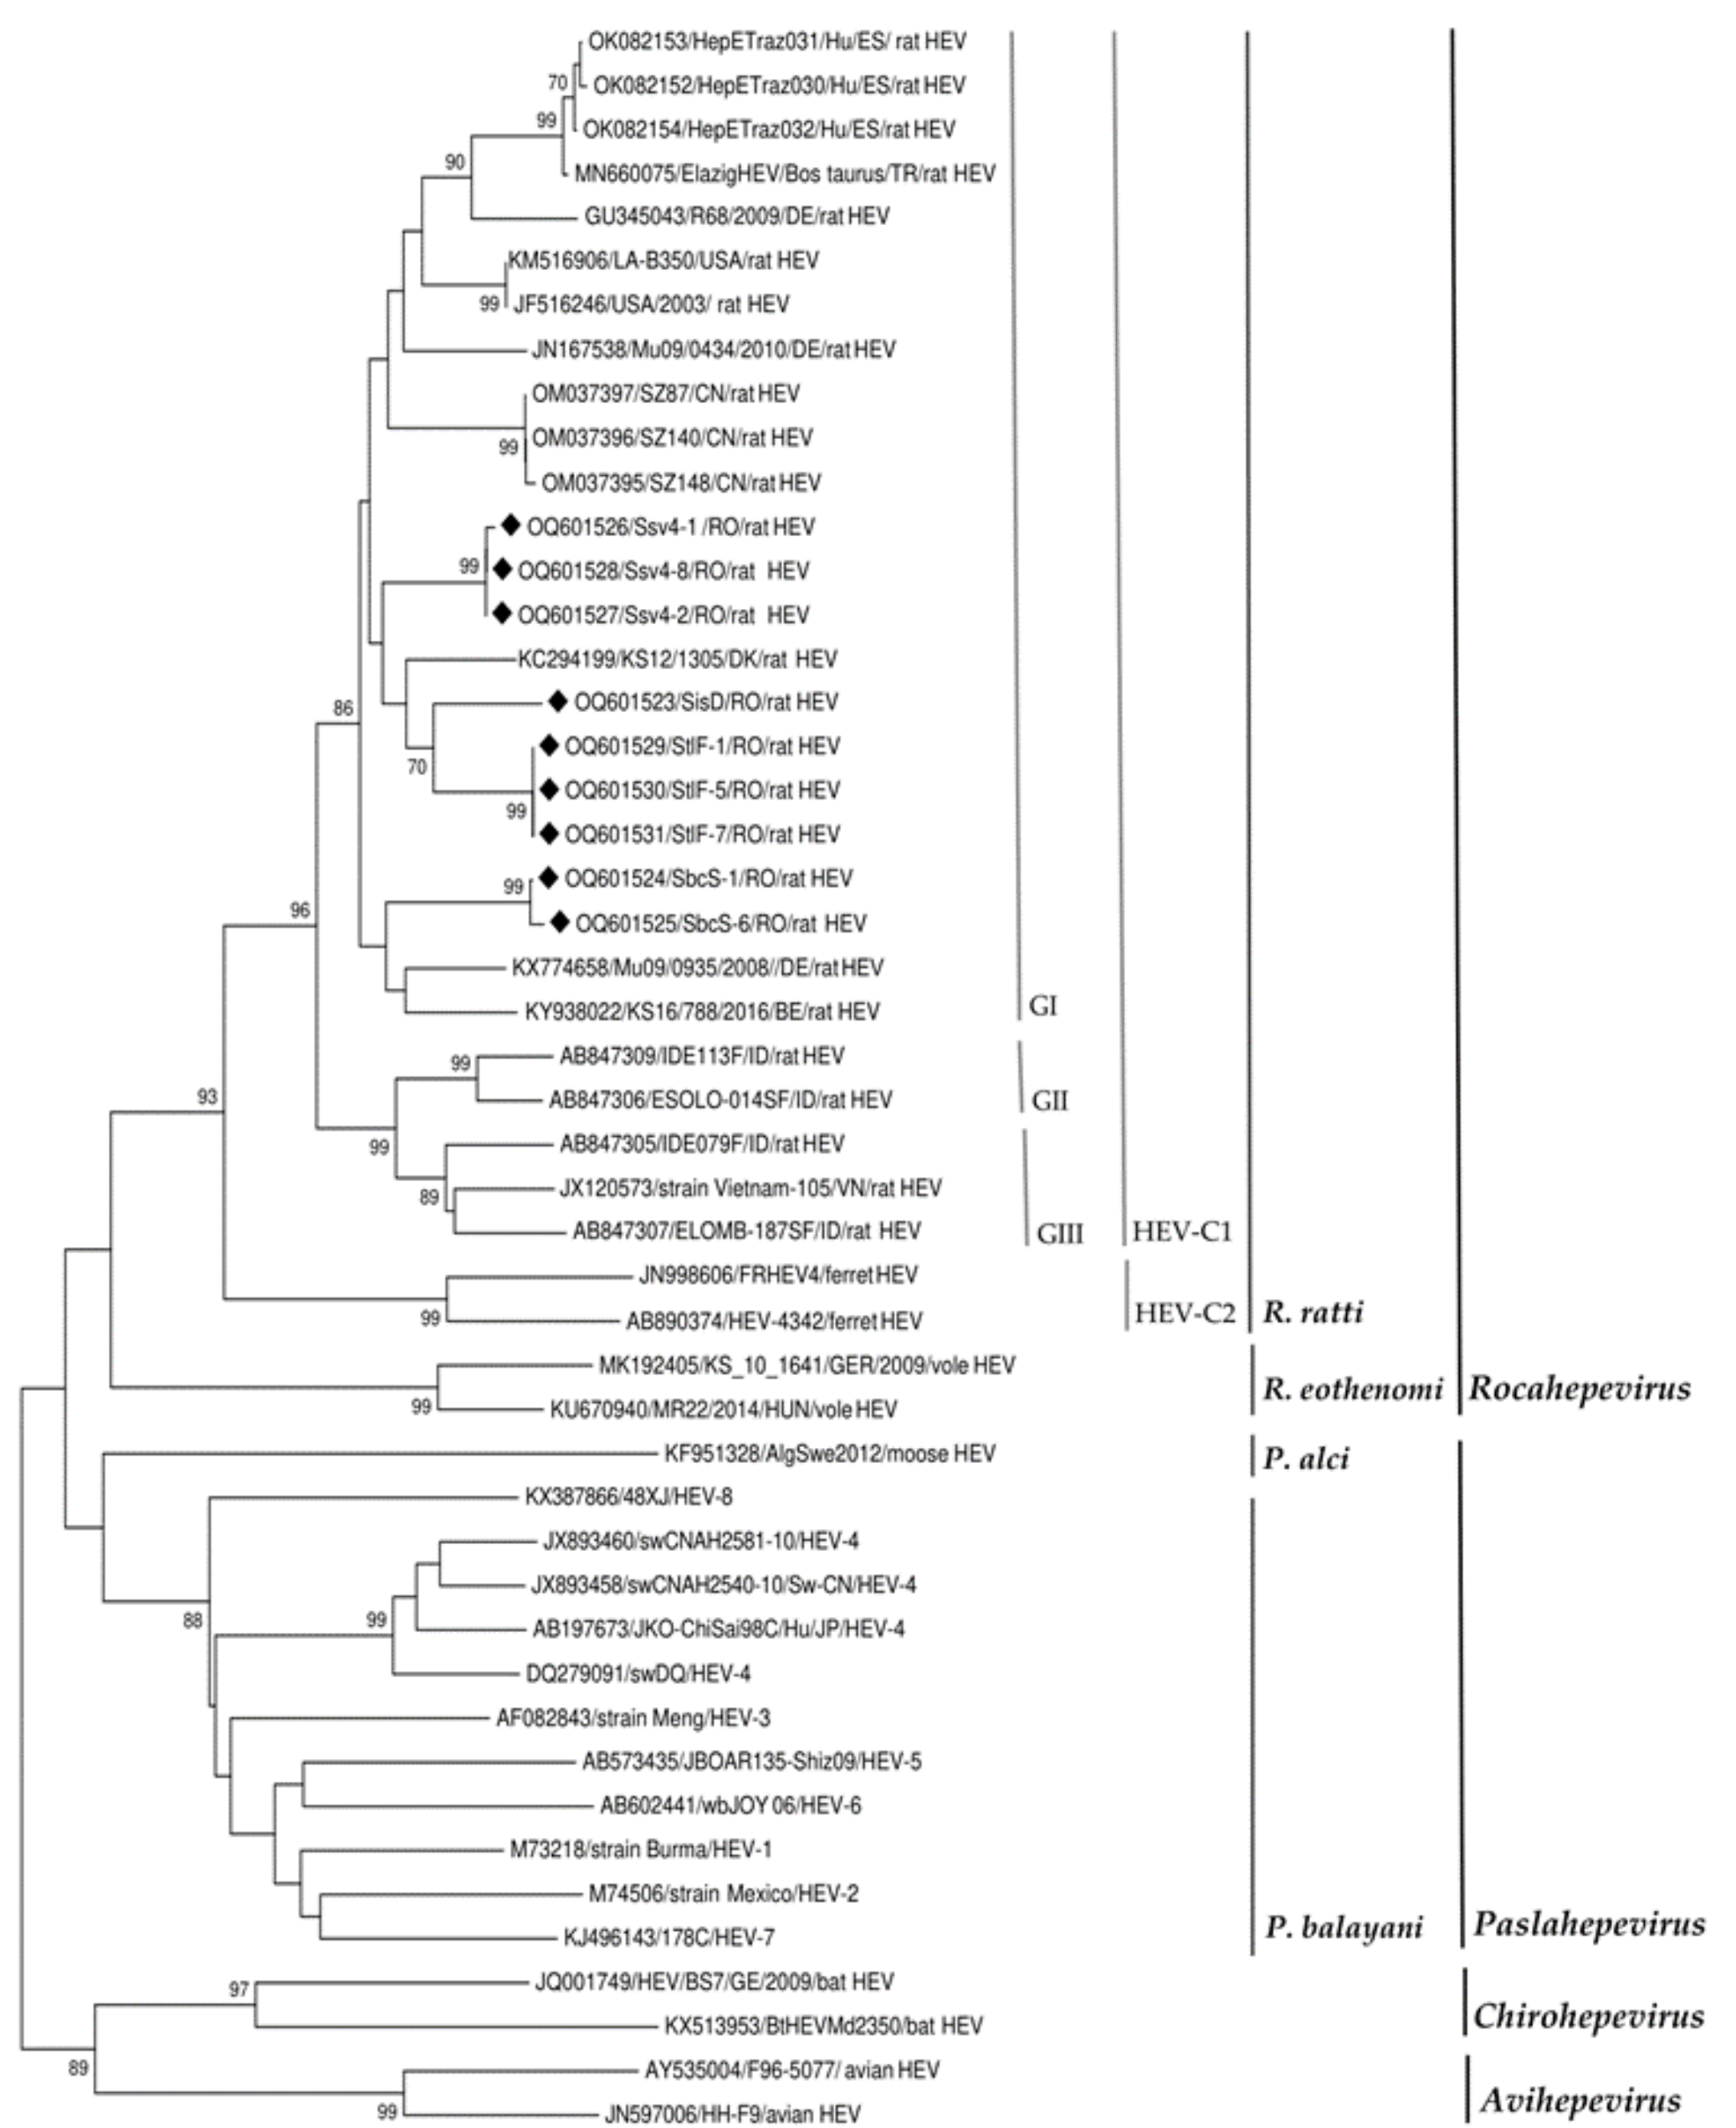 OK082153/HepETraz031/Hu/ES/ rat HEV
70
OK082152/HepETraz030/Hu/ES/rat HEV
99
OK082154/HepETraz032/Hu/ES/rat HEV
90
MN660075/ElazigHEV/Bos taurus/TR/rat HEV
GU345043/R68/2009/DE/rat HEV
KM516906/LA-B350/USA/rat HEV
99
JF516246/USA/2003/ rat HEV
JN167538/Mu09/0434/2010/DE/rat HEV
OM037397/SZ87/CN/rat HEV
OM037396/SZ140/CN/rat HEV
99
OM037395/SZ148/CN/rat HEV
OQ601526/Ssv4-1 /RO/rat HEV
99
OQ601528/Ssv4-8/RO/rat HEV
OQ601527/Ssv4-2/RO/rat HEV
KC294199/KS12/1305/DK/rat HEV
86
OQ601523/SisD/RO/rat HEV
OQ601529/StlF-1/RO/rat HEV
70
OQ601530/StlF-5/RO/rat HEV
99
OQ601531/StlF-7/RO/rat HEV
OQ601524/SbcS-1/RO/rat HEV
99
96
OQ601525/SbcS-6/RO/rat HEV
KX774658/Mu09/0935/2008//DE/rat HEV
KY938022/KS16/788/2016/BE/rat HEV
GI
AB847309/IDE113F/ID/rat HEV
99
93
AB847306/ESOLO-014SF/ID/rat HEV
GII
AB847305/IDE079F/ID/rat HEV
99
JX120573/strain Vietnam-105/VN/rat HEV
89
AB847307/ELOMB-187SF/ID/rat HEV
GIII
HEV-C1
JN998606/FRHEV4/ferret HEV
99
AB890374/HEV-4342/ferret HEV
HEV-C2
R. ratti
MK192405/KS_10_1641/GER/2009/vole HEV
R. eothenomi
Rocahepevirus
99
KU670940/MR22/2014/HUN/vole HEV
KF951328/AlgSwe2012/moose HEV
P. alci
KX387866/48XJ/HEV-8
JX893460/swCNAH2581-10/HEV-4
JX893458/swCNAH2540-10/Sw-CN/HEV-4
88
99
AB197673/JKO-ChiSai98C/Hu/JP/HEV-4
DQ279091/swDQ/HEV-4
AF082843/strain Meng/HEV-3
AB573435/JBOAR135-Shiz09/HEV-5
AB602441/wbJOY 06/HEV-6
M73218/strain Burma/HEV-1
M74506/strain Mexico/HEV-2
P. balayani
Paslahepevirus
KJ496143/178C/HEV-7
97
JQ001749/HEV/BS7/GE/2009/bat HEV
Chirohepevirus
KX513953/BtHEVMd2350/bat HEV
89
AY535004/F96-5077/ avian HEV
Avihepevirus
99
JN597006/HH-F9/avian HEV